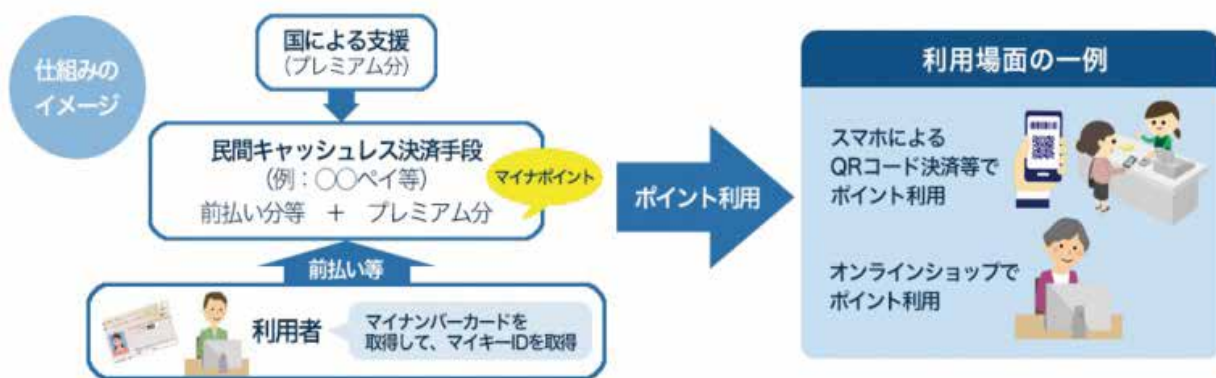 仕組みの
イメージ
国による支援
(プレミアム分)
民間キャッシュレス決済手段
(例:〇〇ペイ等)
前払い分等 + プレミアム分
マイナポイント
前払い等
利用者
マイナンバーカードを
取得して、マイキーIDを取得
ポイント利用
利用場面の一例
スマホによる
QRコード決済等で
ポイント利用
オンラインショップで
ポイント利用